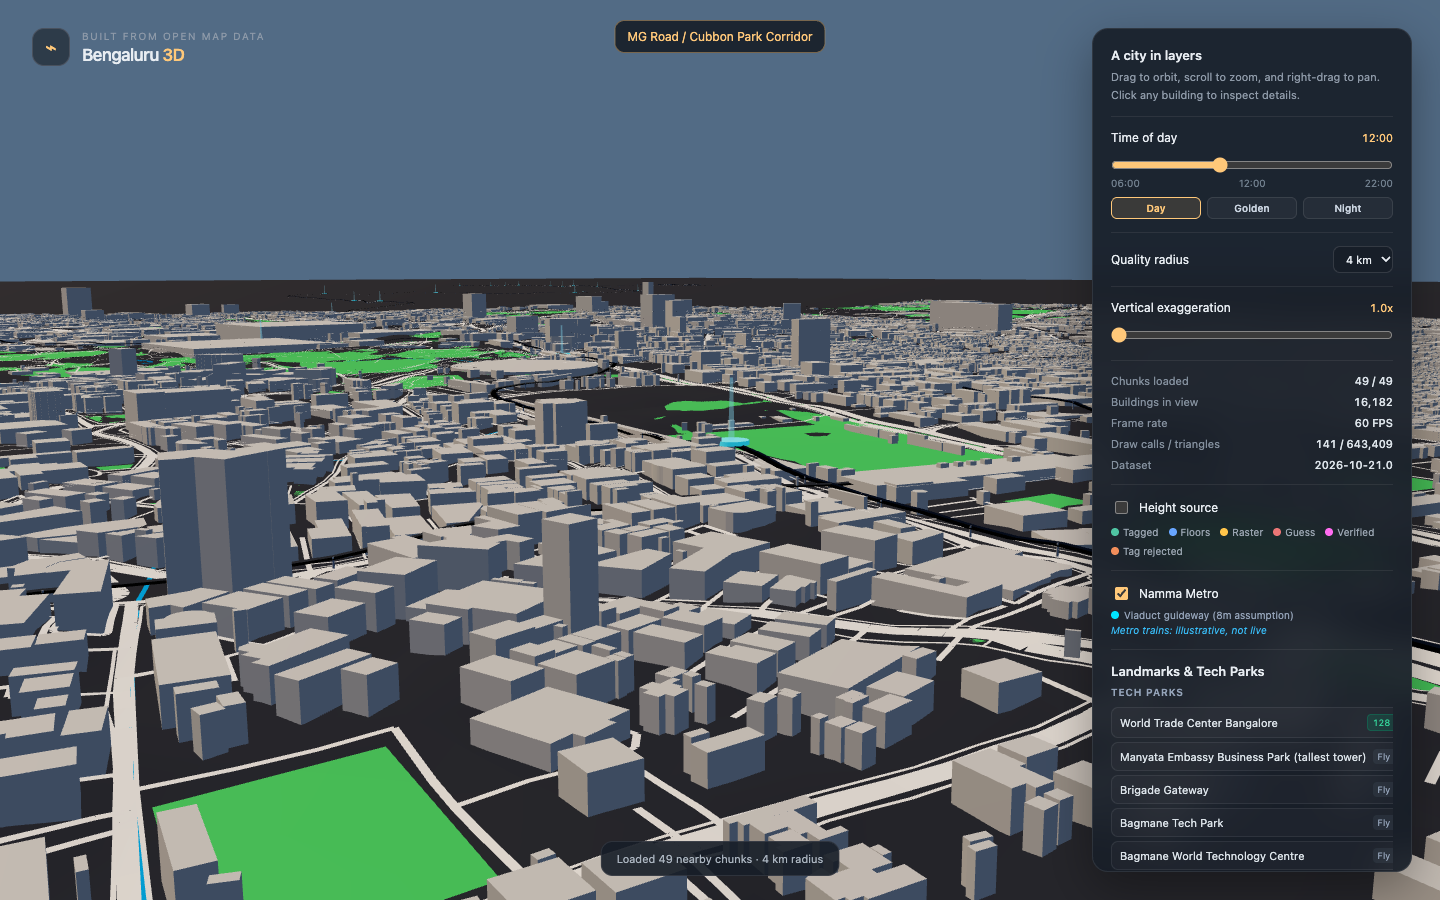 BUILT FROM OPEN MAP DATA
Bengaluru 3D
MG Road / Cubbon Park Corridor
A city in layers
Drag to orbit, scroll to zoom, and right-drag to pan.
Click any building to inspect details.
Time of day 12:00
06:00 12:00 22:00
Day Golden Night
Quality radius 4 km
Vertical exaggeration 1.0x
Chunks loaded 49 / 49
Buildings in view 16,182
Frame rate 60 FPS
Draw calls / triangles 141 / 643,409
Dataset 2026-10-21.0
Height source
Tagged Floors Raster Guess Verified
Tag rejected
Namma Metro
Viaduct guideway (8m assumption)
Metro trains: illustrative, not live
Landmarks & Tech Parks
TECH PARKS
World Trade Center Bangalore 128
Manyata Embassy Business Park (tallest tower) Fly
Brigade Gateway Fly
Bagmane Tech Park Fly
Bagmane World Technology Centre Fly
Loaded 49 nearby chunks · 4 km radius